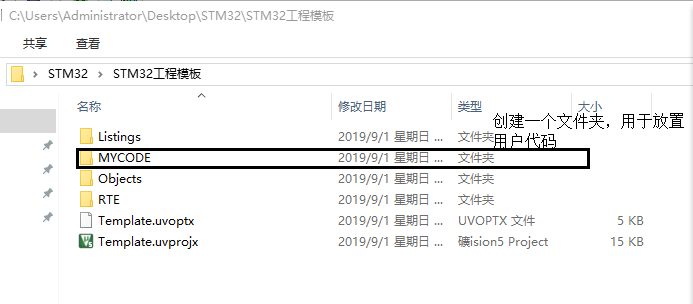 C:\Users\Administrator\Desktop\STM32\STM32工程模板
共享 查看
STM32 STM32工程模板
名称 修改日期 类型 大小
创建一个文件夹，用于放置
用户代码
Listings 2019/9/1 星期日 ... 文件夹
MYCODE 2019/9/1 星期日 ... 文件夹
Objects 2019/9/1 星期日 ... 文件夹
RTE 2019/9/1 星期日 ... 文件夹
Template.uvoptx 2019/9/1 星期日 ... UVOPTX 文件 5 KB
Template.uvprojx 2019/9/1 星期日 ... 礦ision5 Project 15 KB